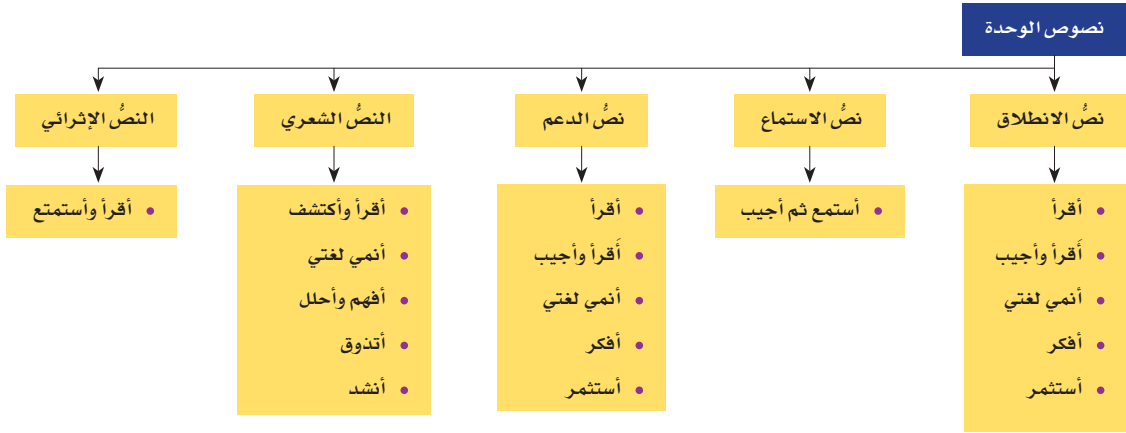 نصوص الوحدة
نصُّ الانطلاق
نصُّ الاستماع
نصُّ الدعم
النصُّ الشعري
النصُّ الإثرائي
• أقرأ
• أَقرأ وأجيب
• أنمي لغتي
• أفكر
• أستثمر
• أستمع ثم أجيب
• أقرأ
• أَقرأ وأجيب
• أنمي لغتي
• أفكر
• أستثمر
• أقرأ وأكتشف
• أنمي لغتي
• أفهم وأحلل
• أتذوق
• أنشد
• أقرأ وأستمتع